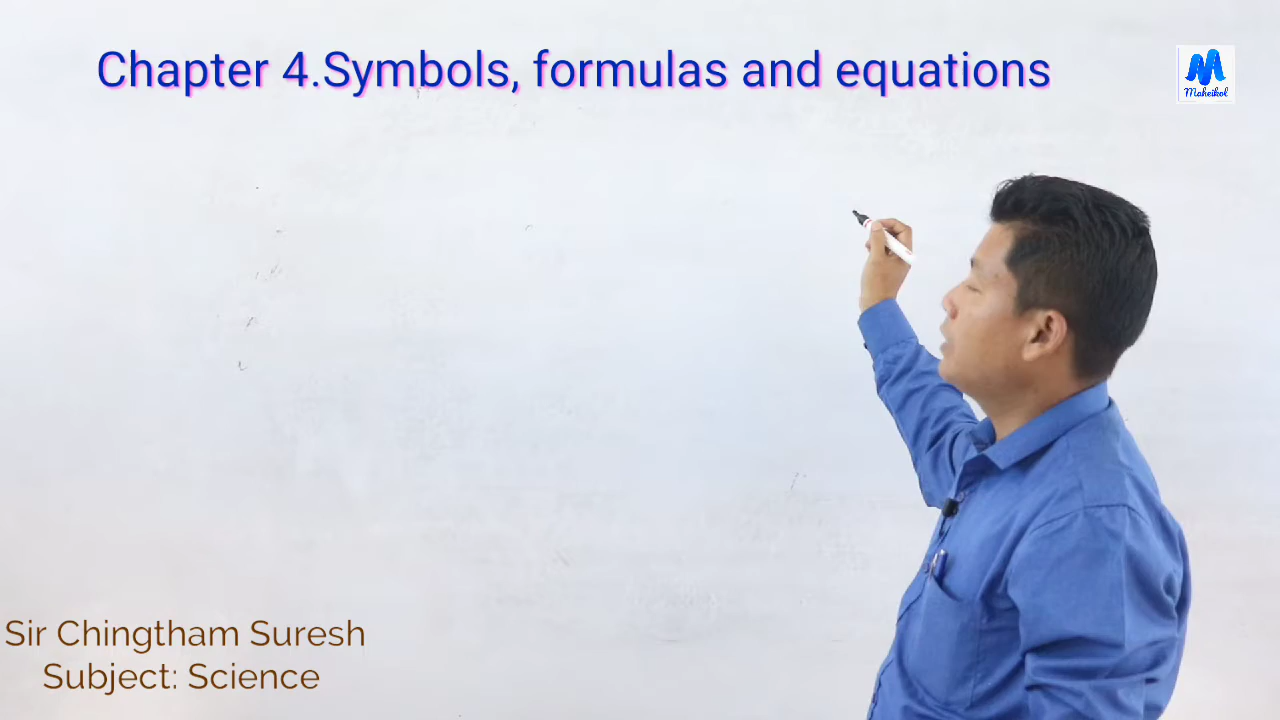 Chapter 4.Symbols, formulas and equations
Maheikol
Sir Chingtham Suresh
Subject: Science